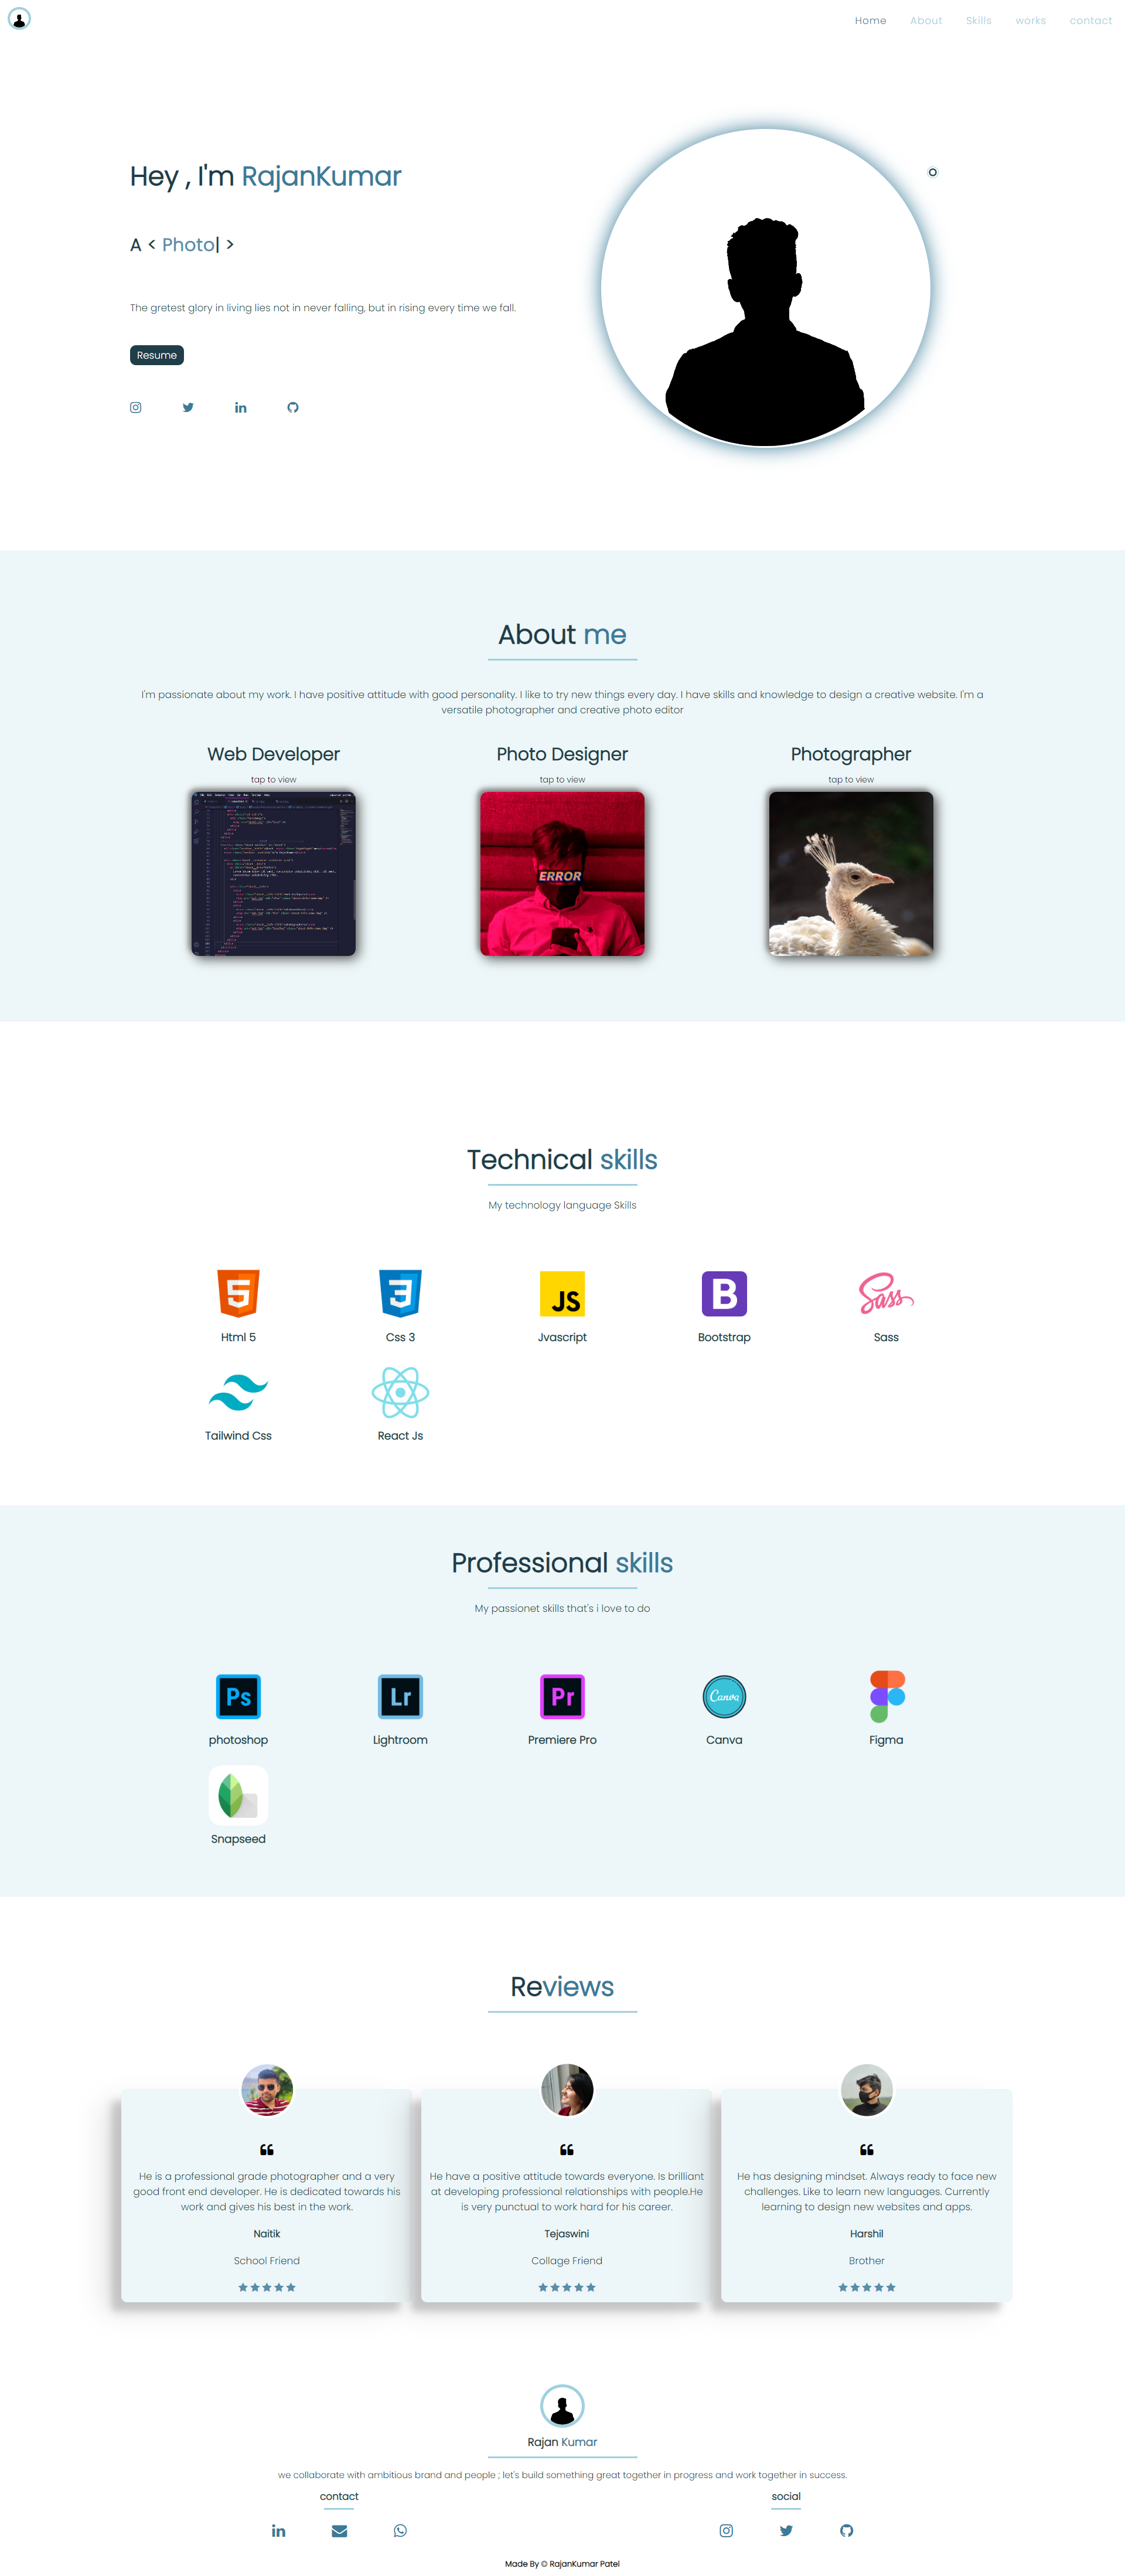 Home About Skills works contact
Hey , I'm RajanKumar
A < Photo| >
The gretest glory in living lies not in never falling, but in rising every time we fall.
Resume
About me
I'm passionate about my work. I have positive attitude with good personality. I like to try new things every day. I have skills and knowledge to design a creative website. I'm a
versatile photographer and creative photo editor
Web Developer
tap to view
Photo Designer
tap to view
ERROR
Photographer
tap to view
Technical skills
My technology language Skills
5
Html 5
3
Css 3
JS
Jvascript
B
Bootstrap
Sass
Sass
Tailwind Css
React Js
Professional skills
My passionet skills that's i love to do
Ps
photoshop
Lr
Lightroom
Pr
Premiere Pro
Canva
Canva
Figma
Snapseed
Reviews
He is a professional grade photographer and a very
good front end developer. He is dedicated towards his
work and gives his best in the work.
Naitik
School Friend
He have a positive attitude towards everyone. Is brilliant
at developing professional relationships with people.He
is very punctual to work hard for his career.
Tejaswini
Collage Friend
He has designing mindset. Always ready to face new
challenges. Like to learn new languages. Currently
learning to design new websites and apps.
Harshil
Brother
Rajan Kumar
we collaborate with ambitious brand and people ; let's build something great together in progress and work together in success.
contact
social
Made By © RajanKumar Patel